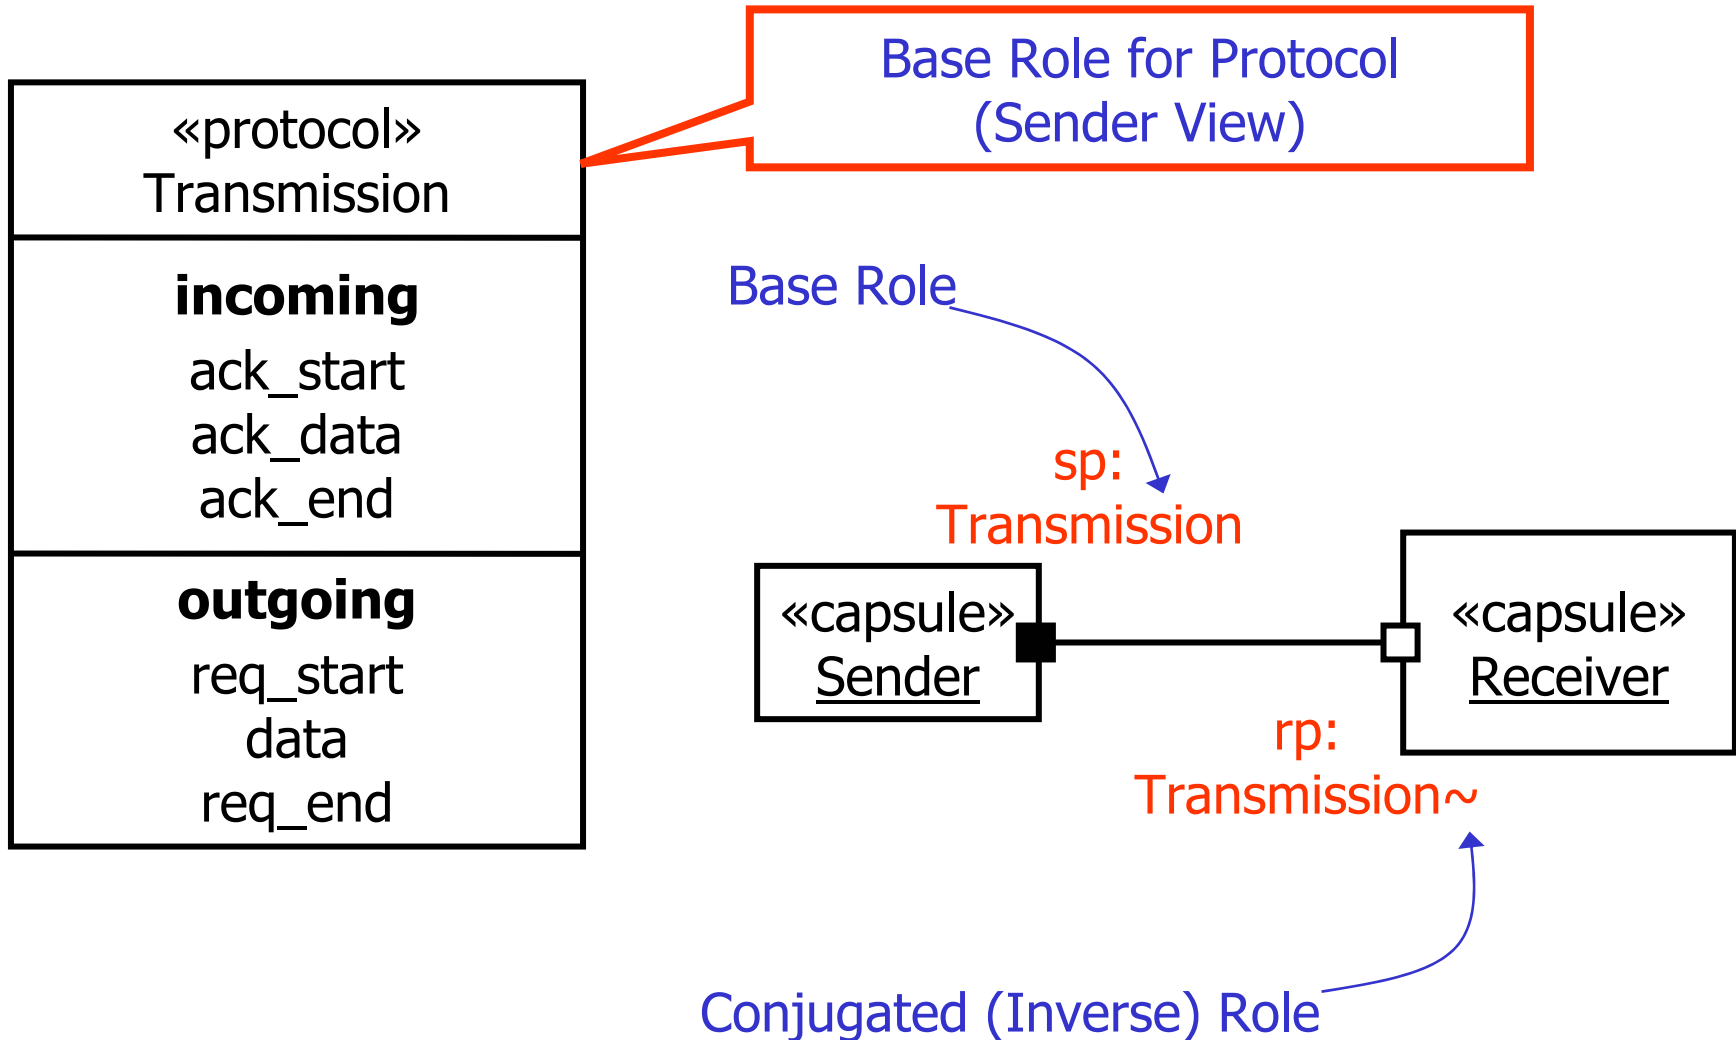 «protocol»
Transmission
incoming
ack_start
ack_data
ack_end
outgoing
req_start
data
req_end
Base Role for Protocol
(Sender View)
Base Role
sp:
Transmission
«capsule»
Sender
«capsule»
Receiver
rp:
Transmission~
Conjugated (Inverse) Role